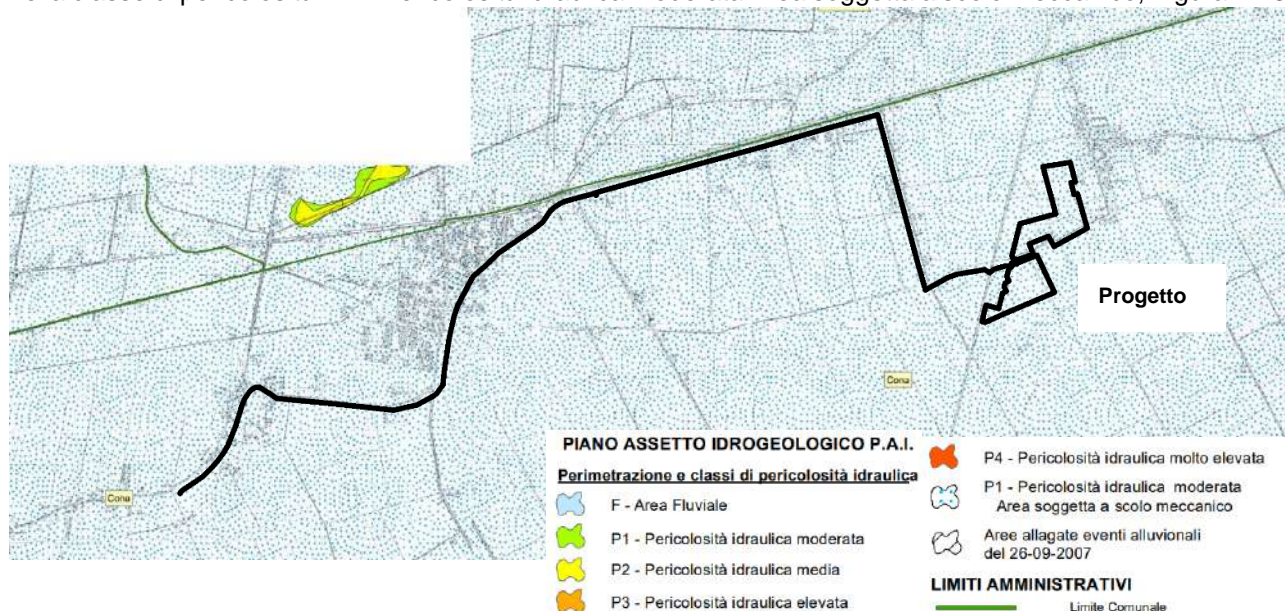 Progetto
Cona
Cona
PIANO ASSETTO IDROGEOLOGICO P.A.I.
Perimetrazione e classi di pericolosità idraulica
F - Area Fluviale
P1 - Pericolosità idraulica moderata
P2 - Pericolosità idraulica media
P3 - Pericolosità idraulica elevata
P4 - Pericolosità idraulica molto elevata
P1 - Pericolosità idraulica moderata
Area soggetta a scolo meccanico
Aree allagate eventi alluvionali
del 26-09-2007
LIMITI AMMINISTRATIVI
Limite Comunale